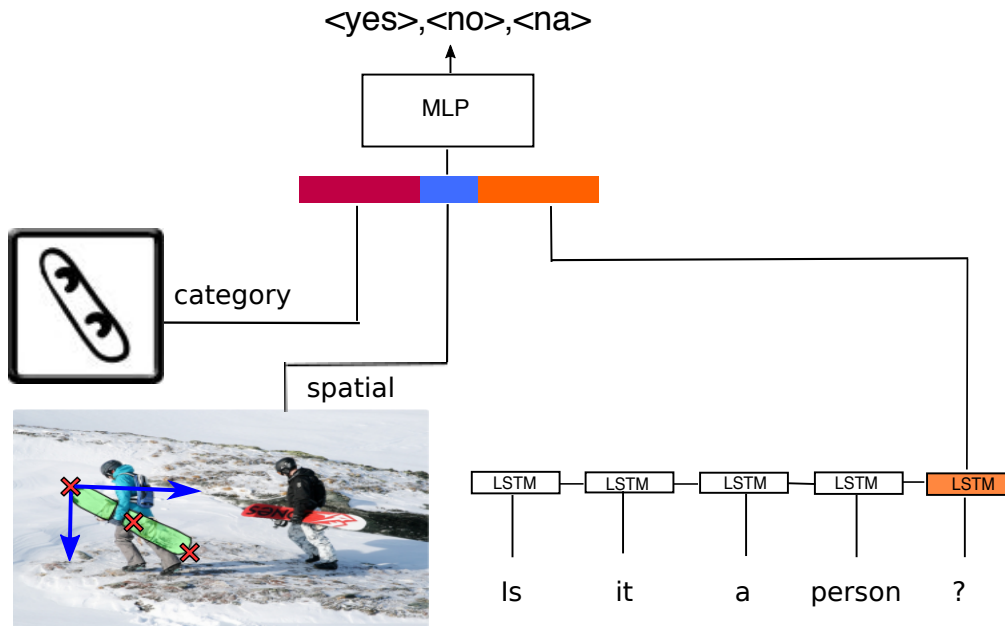 <yes>,<no>,<na>
MLP
category
spatial
LSTM LSTM LSTM LSTM LSTM
Is it a person ?